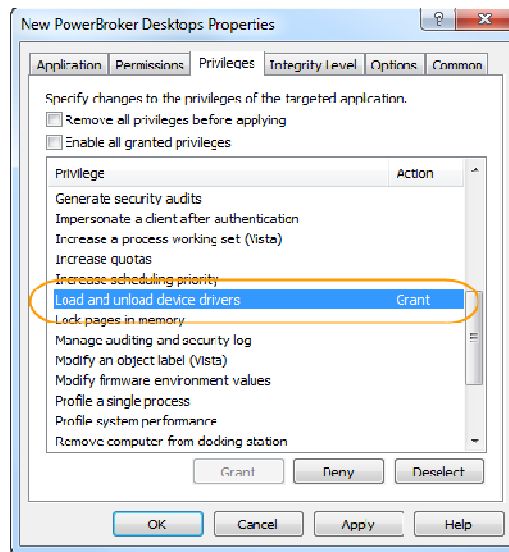 New PowerBroker Desktops Properties
Application Permissions Privileges Integrity Level Options Common
Specify changes to the privileges of the targeted application.
Remove all privileges before applying
Enable all granted privileges
Privilege Action
Generate security audits
Impersonate a client after authentication
Increase a process working set (Vista)
Increase quotas
Increase scheduling priority
Load and unload device drivers Grant
Lock pages in memory
Manage auditing and security log
Modify an object label (Vista)
Modify firmware environment values
Profile a single process
Profile system performance
Remove computer from docking station
Grant Deny Deselect
OK Cancel Apply Help